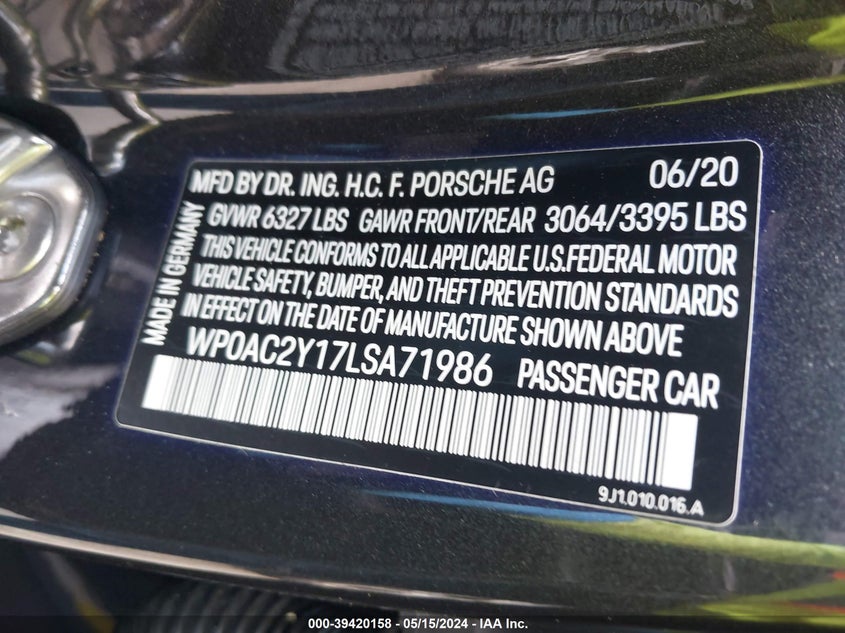 MFD BY DR. ING. H.C. F. PORSCHE AG 06/20
GVWR 6327 LBS GAWR FRONT/REAR 3064/3395 LBS
THIS VEHICLE CONFORMS TO ALL APPLICABLE U.S.FEDERAL MOTOR
VEHICLE SAFETY, BUMPER, AND THEFT PREVENTION STANDARDS
IN EFFECT ON THE DATE OF MANUFACTURE SHOWN ABOVE
MADE IN GERMANY
WP0AC2Y17LSA71986 PASSENGER CAR
9J1.010.016.A
000-39420158 - 05/15/2024 - IAA Inc.